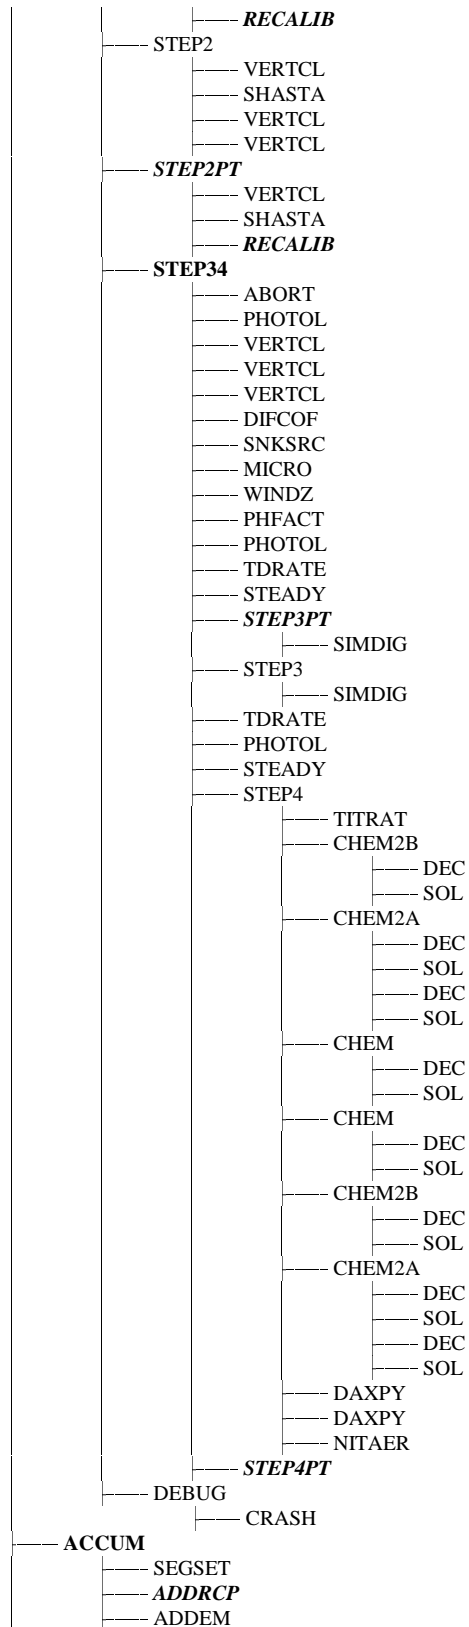 RECALIB
STEP2
VERTCL
SHASTA
VERTCL
VERTCL
STEP2PT
VERTCL
SHASTA
RECALIB
STEP34
ABORT
PHOTOL
VERTCL
VERTCL
VERTCL
DIFCOF
SNKSRC
MICRO
WINDZ
PHFACT
PHOTOL
TDRATE
STEADY
STEP3PT
SIMDIG
STEP3
SIMDIG
TDRATE
PHOTOL
STEADY
STEP4
TITRAT
CHEM2B
DEC
SOL
CHEM2A
DEC
SOL
DEC
SOL
CHEM
DEC
SOL
CHEM
DEC
SOL
CHEM2B
DEC
SOL
CHEM2A
DEC
SOL
DEC
SOL
DAXPY
DAXPY
NITAER
STEP4PT
DEBUG
CRASH
ACCUM
SEGSET
ADDRCP
ADDEM